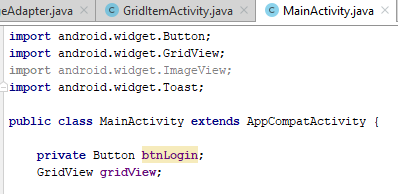 eAdapter.java GridItemActivity.java MainActivity.java
import android.widget.Button;
import android.widget.GridView;
import android.widget.ImageView;
import android.widget.Toast;
public class MainActivity extends AppCompatActivity {
private Button btnLogin;
GridView gridView;